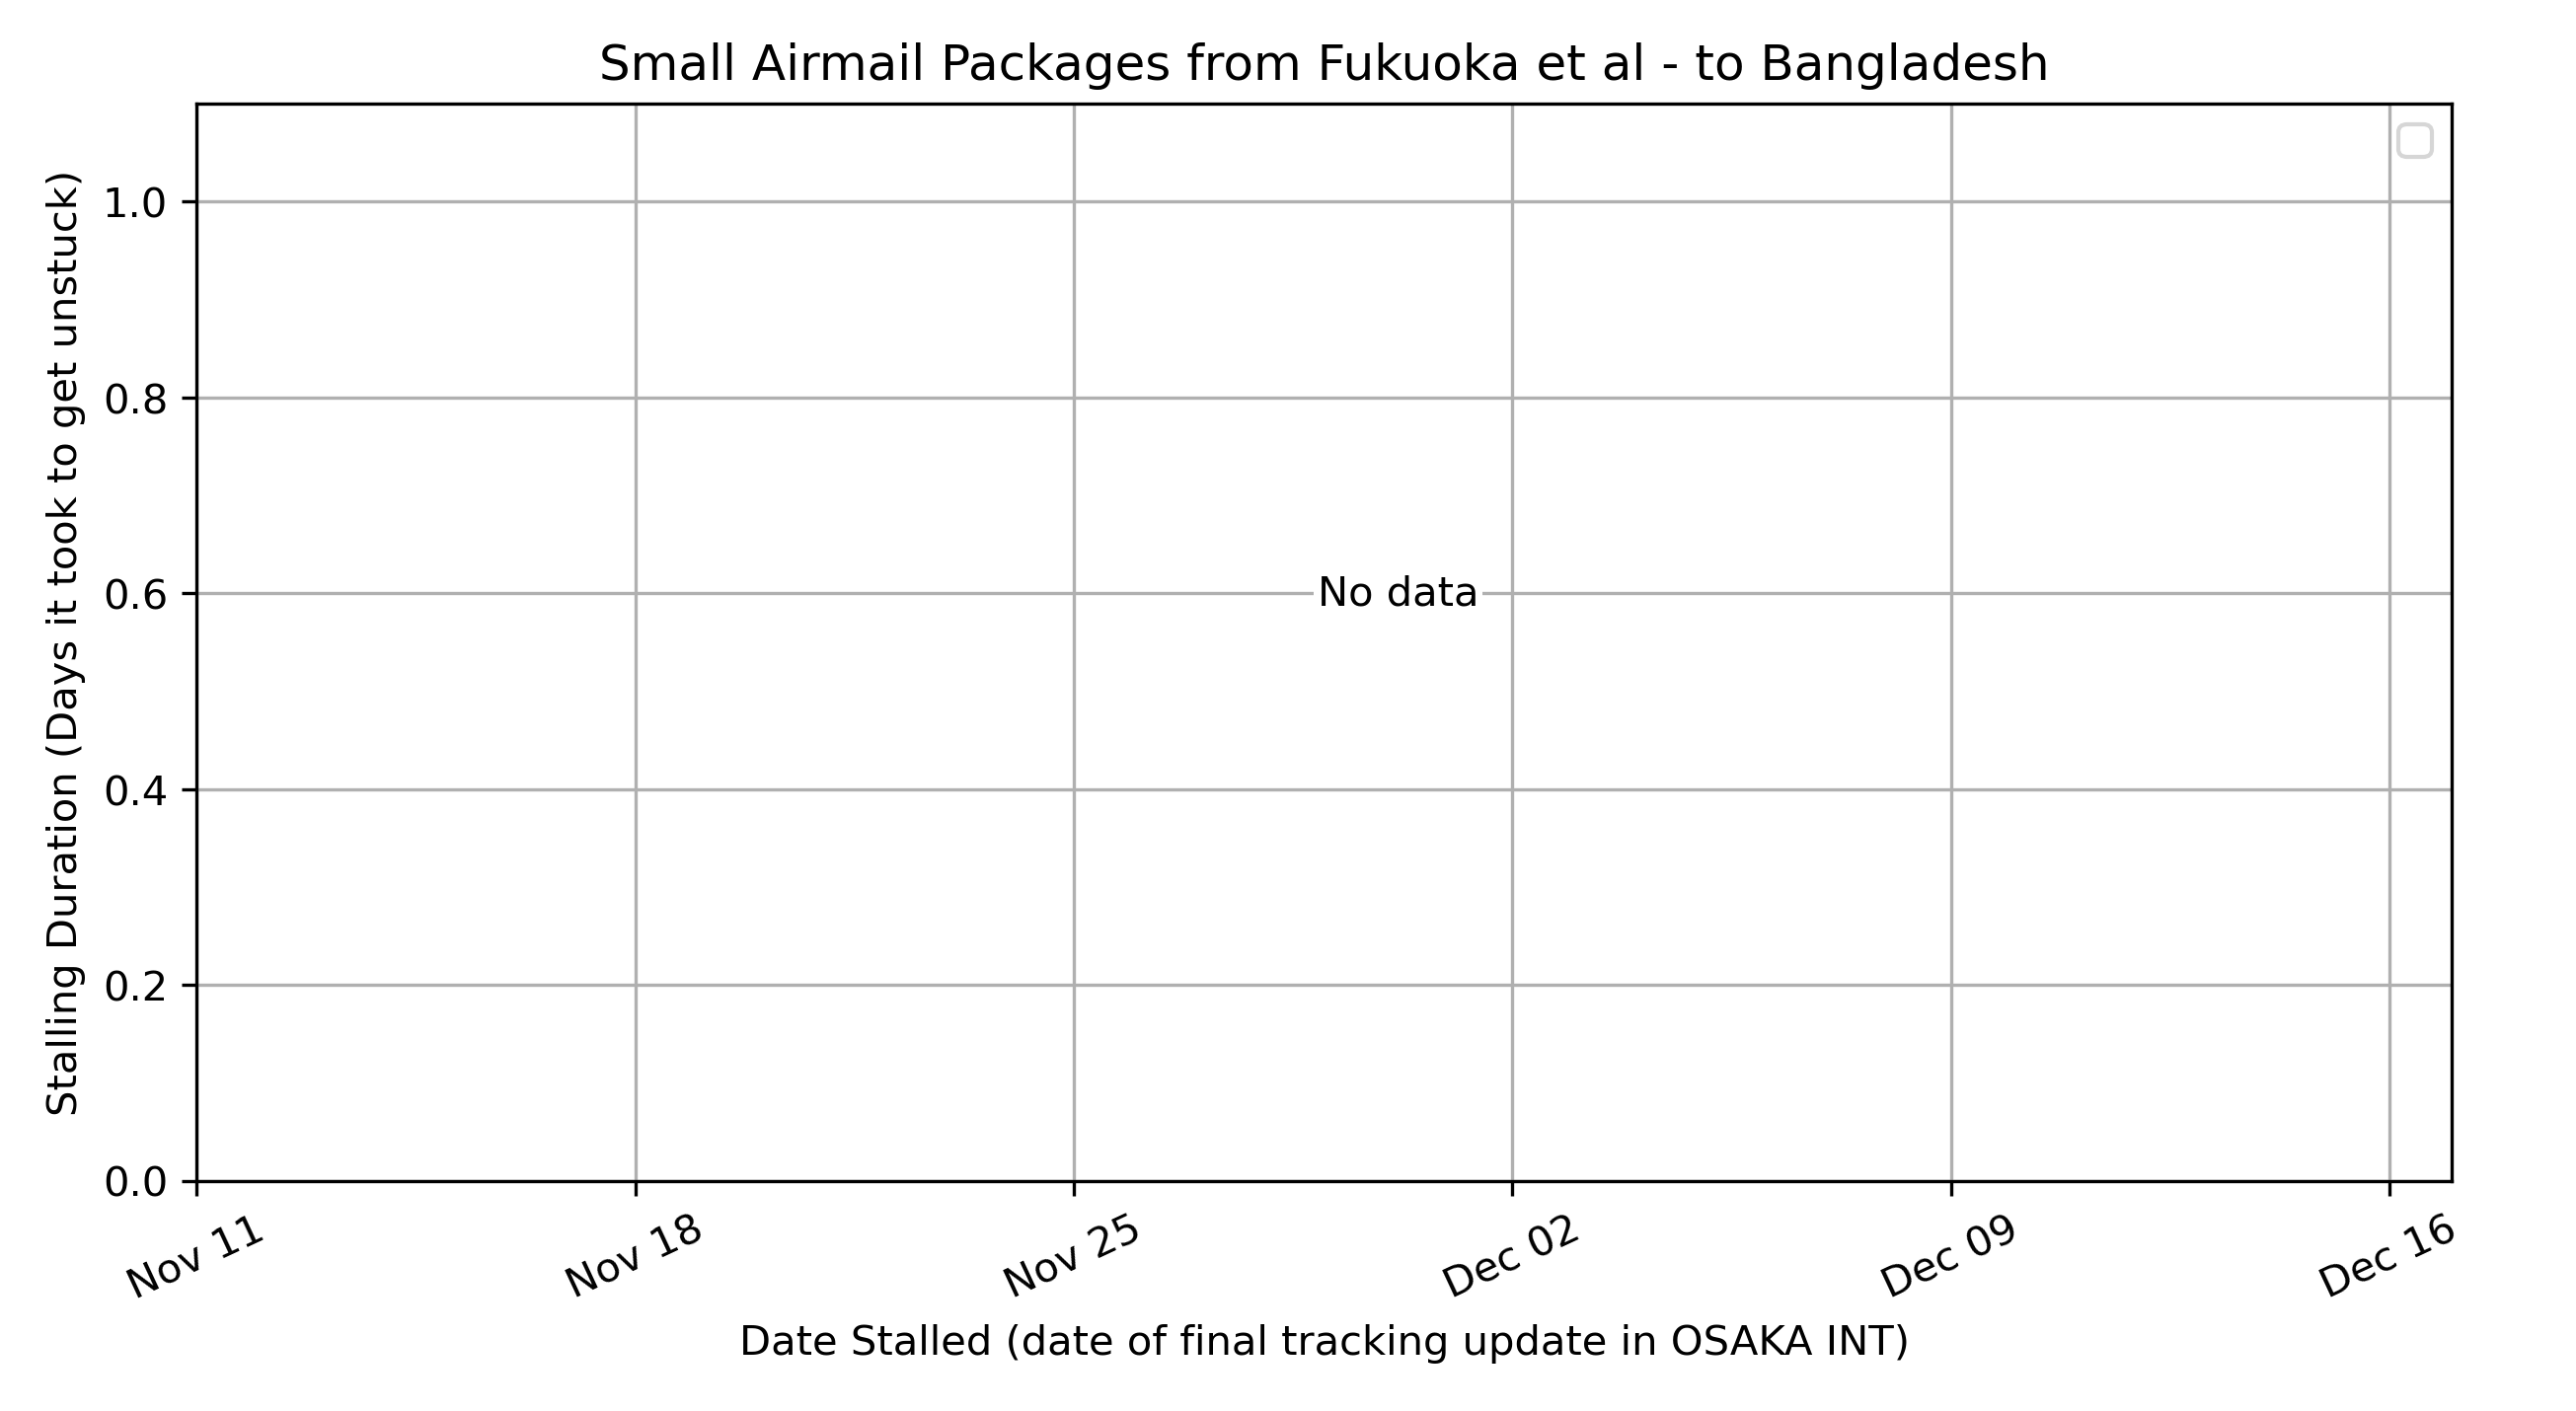 Small Airmail Packages from Fukuoka et al - to Bangladesh
Stalling Duration (Days it took to get unstuck)
1.0
0.8
0.6
0.4
0.2
0.0
No data
Nov 11
Nov 18
Nov 25
Dec 02
Dec 09
Dec 16
Date Stalled (date of final tracking update in OSAKA INT)